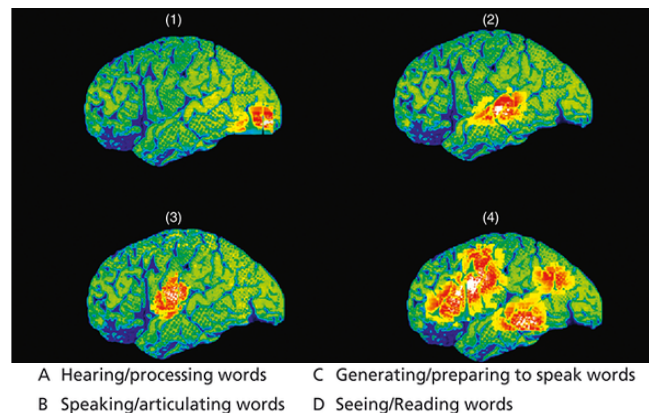 (1) (2)
(3) (4)
A Hearing/processing words C Generating/preparing to speak words
B Speaking/articulating words D Seeing/Reading words